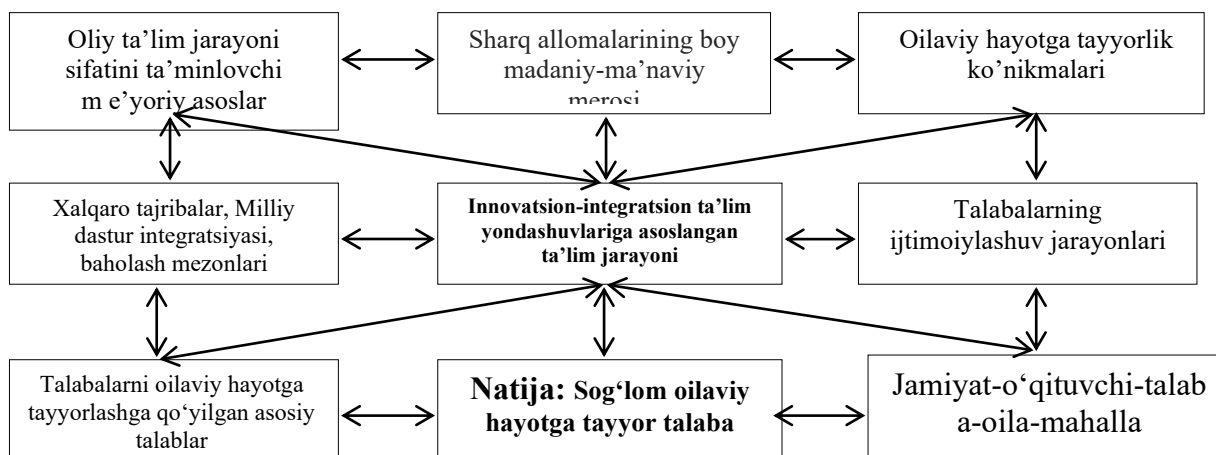 Oliy ta’lim jarayoni
sifatini ta’minlovchi
m e’yoriy asoslar
Sharq allomalarining boy
madaniy-ma’naviy
merosi
Oilaviy hayotga tayyorlik
ko’nikmalari
Xalqaro tajribalar, Milliy
dastur integratsiyasi,
baholash mezonlari
Innovatsion-integratsion ta’lim
yondashuvlariga asoslangan
ta’lim jarayoni
Talabalarning
ijtimoiylashuv jarayonlari
Talabalarni oilaviy hayotga
tayyorlashga qo‘yilgan asosiy
talablar
Natija: Sog‘lom oilaviy
hayotga tayyor talaba
Jamiyat-o‘qituvchi-talab
a-oila-mahalla